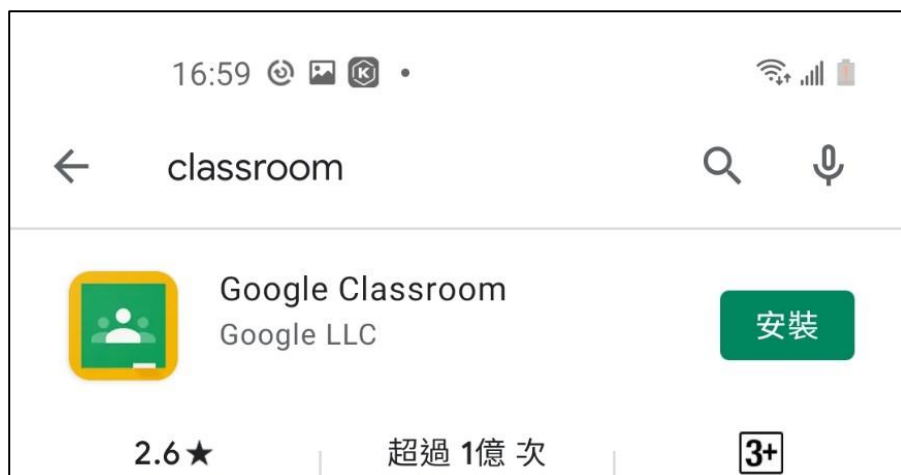 16:59
classroom
Google Classroom
Google LLC
安裝
2.6★
超過 1億 次
3+